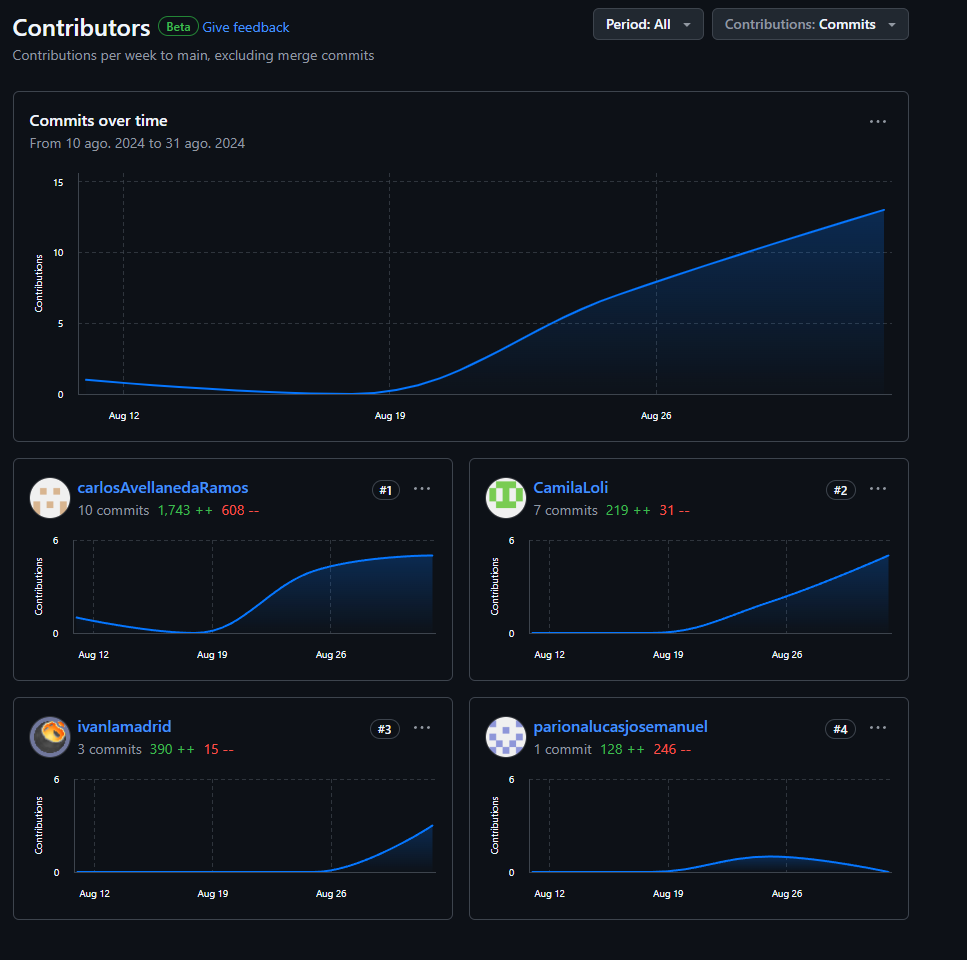 Contributors Beta Give feedback
Period: All
Contributions: Commits
Contributions per week to main, excluding merge commits
Commits over time
From 10 ago. 2024 to 31 ago. 2024
Contributions
15
10
5
0
Aug 12 Aug 19 Aug 26
carlosAvellanedaRamos #1
10 commits 1,743 ++ 608 --
Contributions
6
0
Aug 12 Aug 19 Aug 26
CamilaLoli #2
7 commits 219 ++ 31 --
Contributions
6
0
Aug 12 Aug 19 Aug 26
ivanlamadrid #3
3 commits 390 ++ 15 --
Contributions
6
0
Aug 12 Aug 19 Aug 26
parionalucasjosemanuel #4
1 commit 128 ++ 246 --
Contributions
6
0
Aug 12 Aug 19 Aug 26